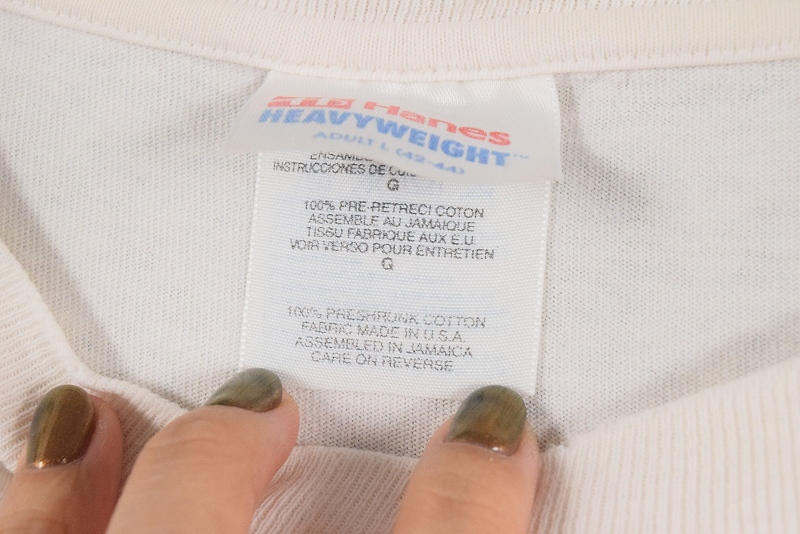 Hanes
HEAVYWEIGHT™
ADULT L (42-44)
INSTRUCCIONES DE
G
100% PRE-RETRECI COTON
ASSEMBLE AU JAMAIQUE
TISSU FABRIQUE AUX E.U.
VOIR VERSO POUR ENTRETIEN
G
100% PRESHRUNK COTTON
FABRIC MADE IN U.S.A.
ASSEMBLED IN JAMAICA
CARE ON REVERSE